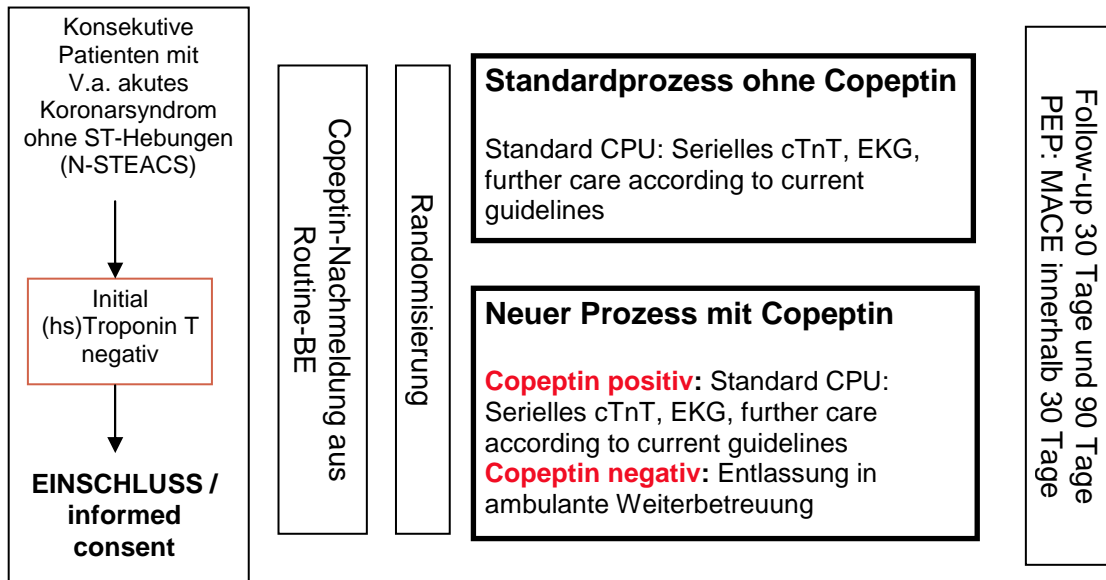 Konsekutive
Patienten mit
V.a. akutes
Koronarsyndrom
ohne ST-Hebungen
(N-STEACS)
Initial
(hs)Troponin T
negativ
EINSCHLUSS /
informed
consent
Copeptin-Nachmeldung aus
Routine-BE
Randomisierung
Standardprozess ohne Copeptin
Standard CPU: Serielles cTnT, EKG,
further care according to current
guidelines
Neuer Prozess mit Copeptin
Copeptin positiv: Standard CPU:
Serielles cTnT, EKG, further care
according to current guidelines
Copeptin negativ: Entlassung in
ambulante Weiterbetreuung
Follow-up 30 Tage und 90 Tage
PEP: MACE innerhalb 30 Tage